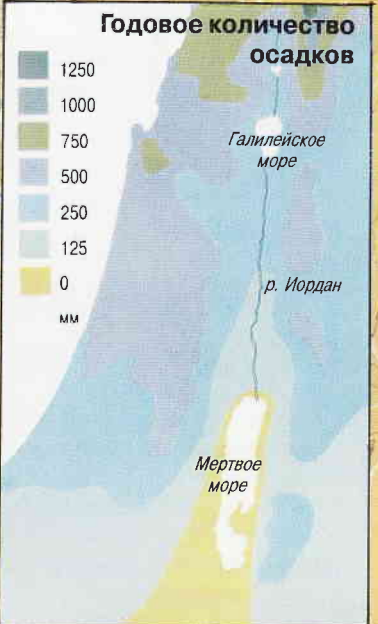 Годовое количество
осадков
1250
1000
750
500
250
125
0
мм
Галилейское
море
р. Иордан
Мертвое
море